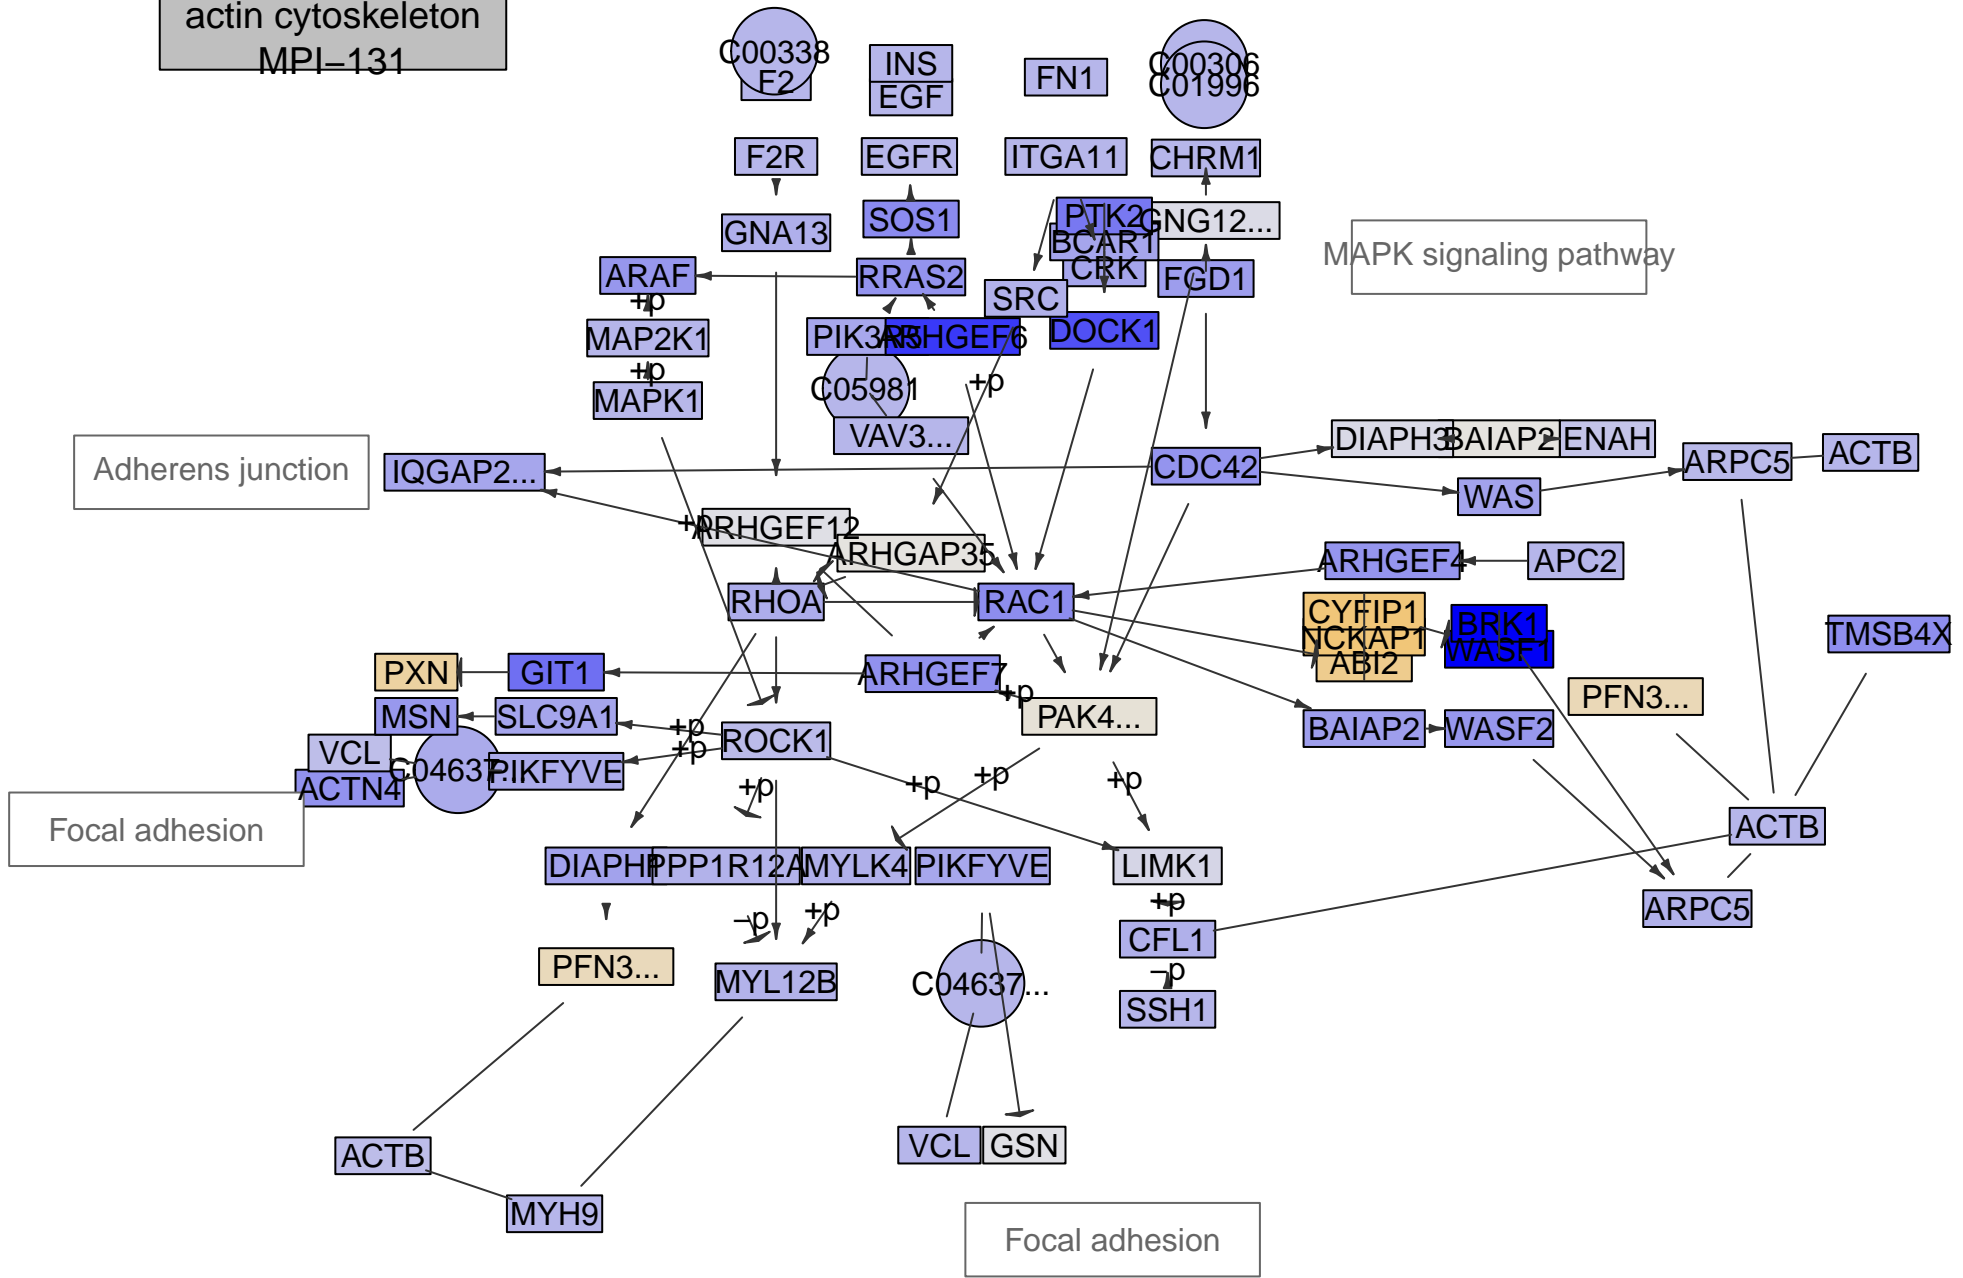 actin cytoskeleton
MPI−131
C00338
F2
INS
EGF
FN1
C00306
C01996
F2R
EGFR
ITGA11
CHRM1
GNA13
SOS1
PTK2
GNG12...
BCAR1
CRK
MAPK signaling pathway
ARAF
RRAS2
SRC
FGD1
+p
MAP2K1
ARHGEF6
DOCK1
+p
MAPK1
C05981
+p
VAV3...
Adherens junction
IQGAP2...
CDC42
DIAPH3
BAIAP2
ENAH
ARPC5
ACTB
WAS
+p
ARHGEF12
ARHGAP35
ARHGEF4
APC2
RHOA
RAC1
CYFIP1
NCKAP1
ABI2
BRK1
WASF1
TMSB4X
PXN
GIT1
ARHGEF7
+p
PAK4...
PFN3...
MSN
SLC9A1
+p
ROCK1
BAIAP2
WASF2
VCL
C04637...
PIKFYVE
+p
ACTN4
+p
+p
+p
+p
Focal adhesion
ACTB
PPP1R12A
MYLK4
PIKFYVE
LIMK1
−p
+p
+p
ARPC5
CFL1
PFN3...
MYL12B
C04637...
−p
SSH1
ACTB
VCL
GSN
MYH9
Focal adhesion